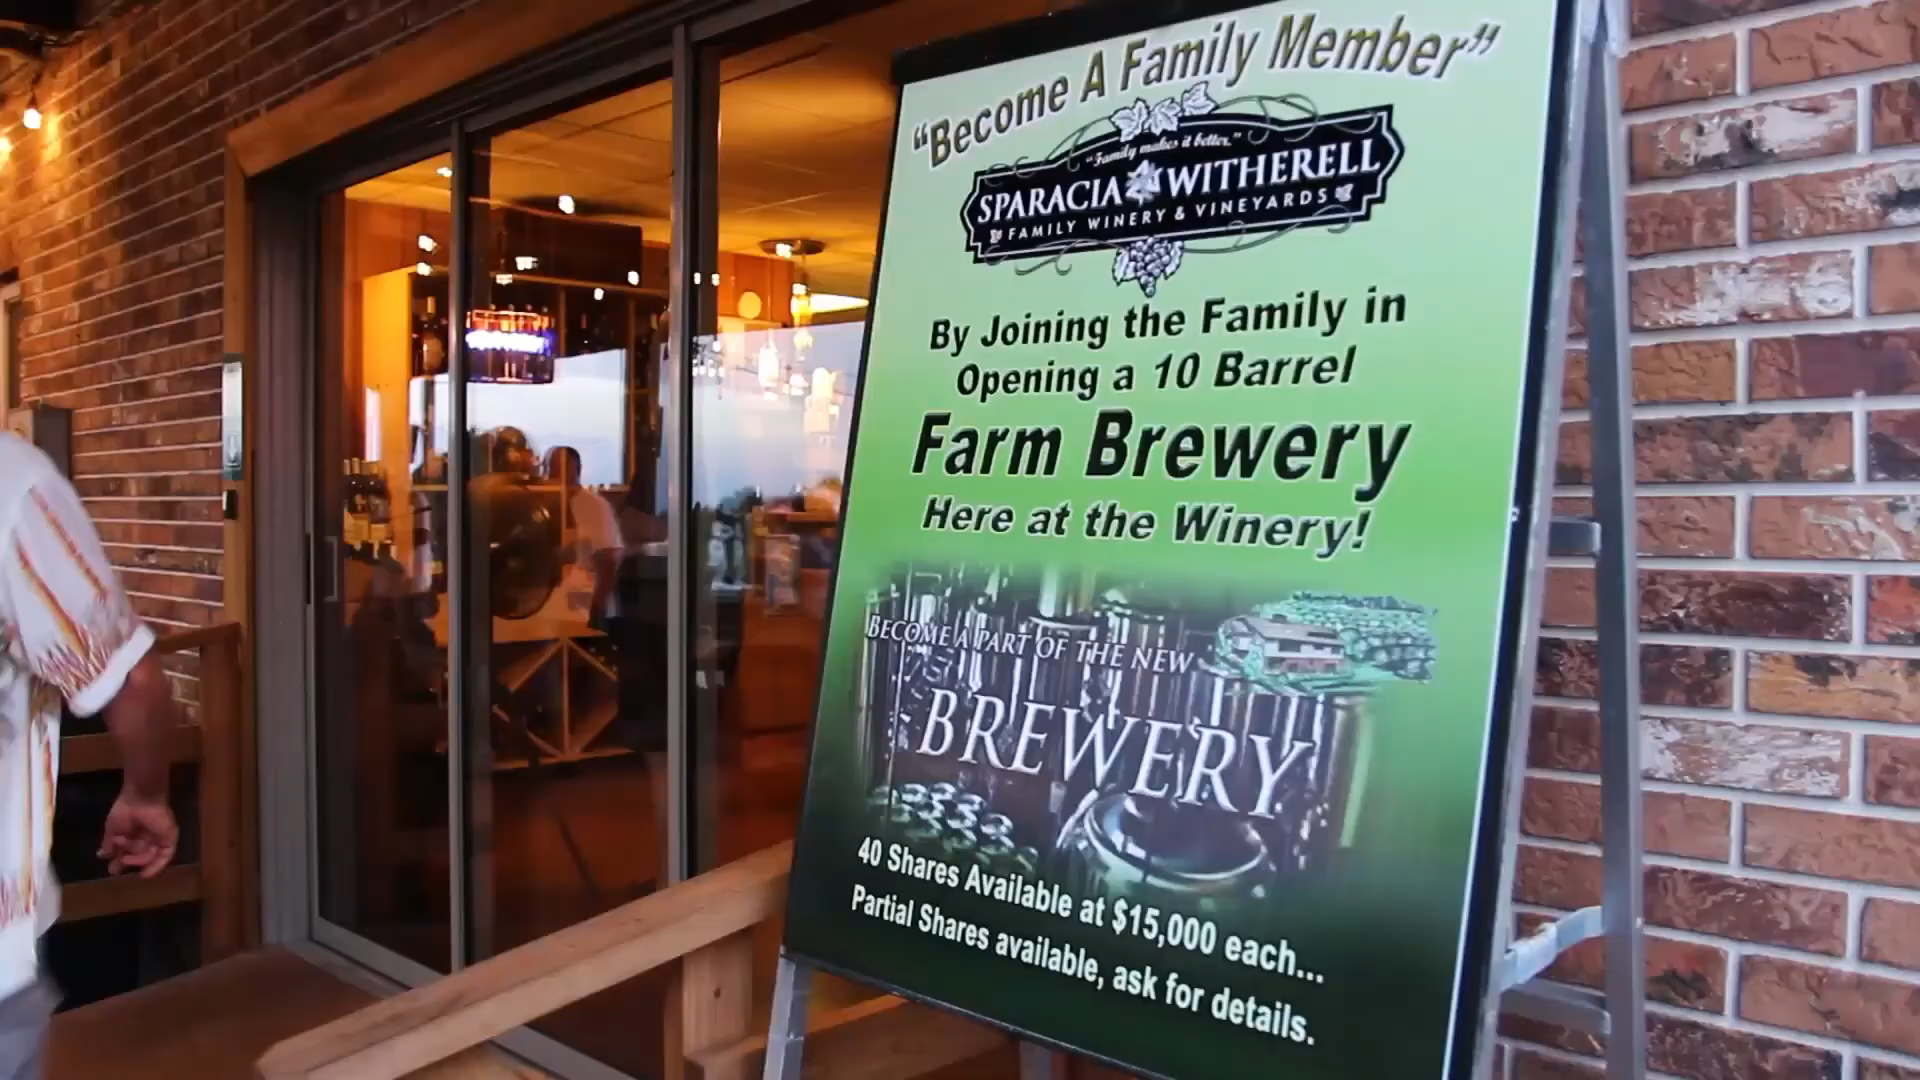 “Become A Family Member”
“Family makes it better.”
SPARACIA WITHERELL
FAMILY WINERY & VINEYARDS
By Joining the Family in
Opening a 10 Barrel
Farm Brewery
Here at the Winery!
BECOME A PART OF THE NEW
BREWERY
40 Shares Available at $15,000 each...
Partial Shares available, ask for details.